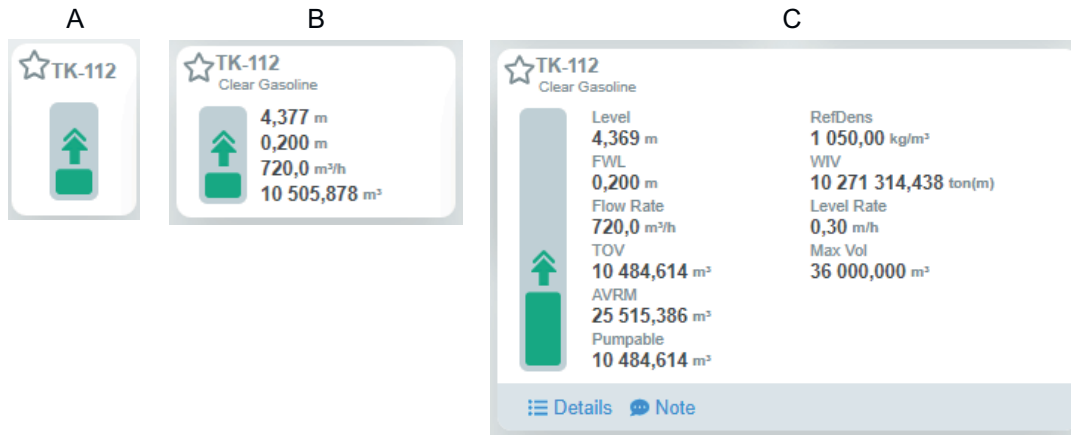 A
B
C
TK-112
TK-112
Clear Gasoline
4,377 m
0,200 m
720,0 m³/h
10 505,878 m³
TK-112
Clear Gasoline
Level
4,369 m
FWL
0,200 m
Flow Rate
720,0 m³/h
TOV
10 484,614 m³
AVRM
25 515,386 m³
Pumpable
10 484,614 m³
RefDens
1 050,00 kg/m³
WIV
10 271 314,438 ton(m)
Level Rate
0,30 m/h
Max Vol
36 000,000 m³
Details Note